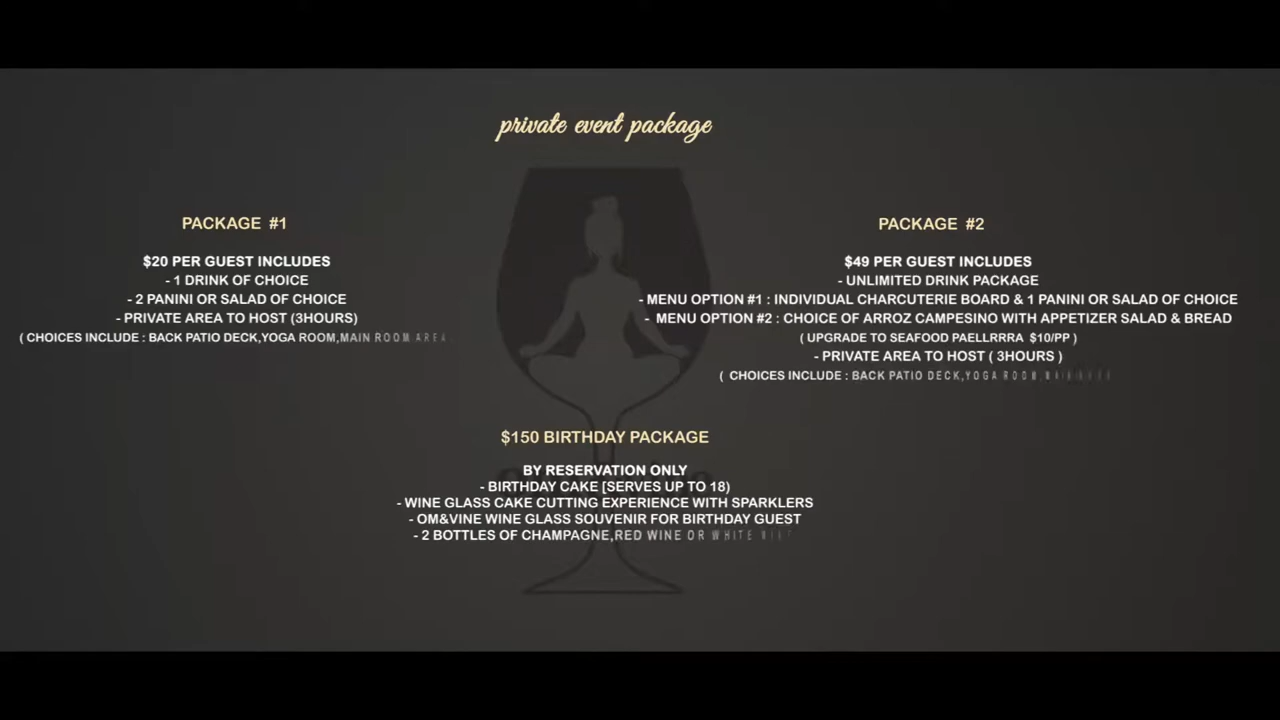 private event package
PACKAGE #1
$20 PER GUEST INCLUDES
- 1 DRINK OF CHOICE
- 2 PANINI OR SALAD OF CHOICE
- PRIVATE AREA TO HOST (3HOURS)
( CHOICES INCLUDE : BACK PATIO DECK,YOGA ROOM,MAIN ROOM AREA
PACKAGE #2
$49 PER GUEST INCLUDES
- UNLIMITED DRINK PACKAGE
- MENU OPTION #1 : INDIVIDUAL CHARCUTERIE BOARD & 1 PANINI OR SALAD OF CHOICE
- MENU OPTION #2 : CHOICE OF ARROZ CAMPESINO WITH APPETIZER SALAD & BREAD
( UPGRADE TO SEAFOOD PAELLRRRA $10/PP )
- PRIVATE AREA TO HOST ( 3HOURS )
( CHOICES INCLUDE : BACK PATIO DECK,YOGA ROOM,
$150 BIRTHDAY PACKAGE
BY RESERVATION ONLY
- BIRTHDAY CAKE [SERVES UP TO 18)
- WINE GLASS CAKE CUTTING EXPERIENCE WITH SPARKLERS
- OM&VINE WINE GLASS SOUVENIR FOR BIRTHDAY GUEST
- 2 BOTTLES OF CHAMPAGNE,RED WINE OR WHITE